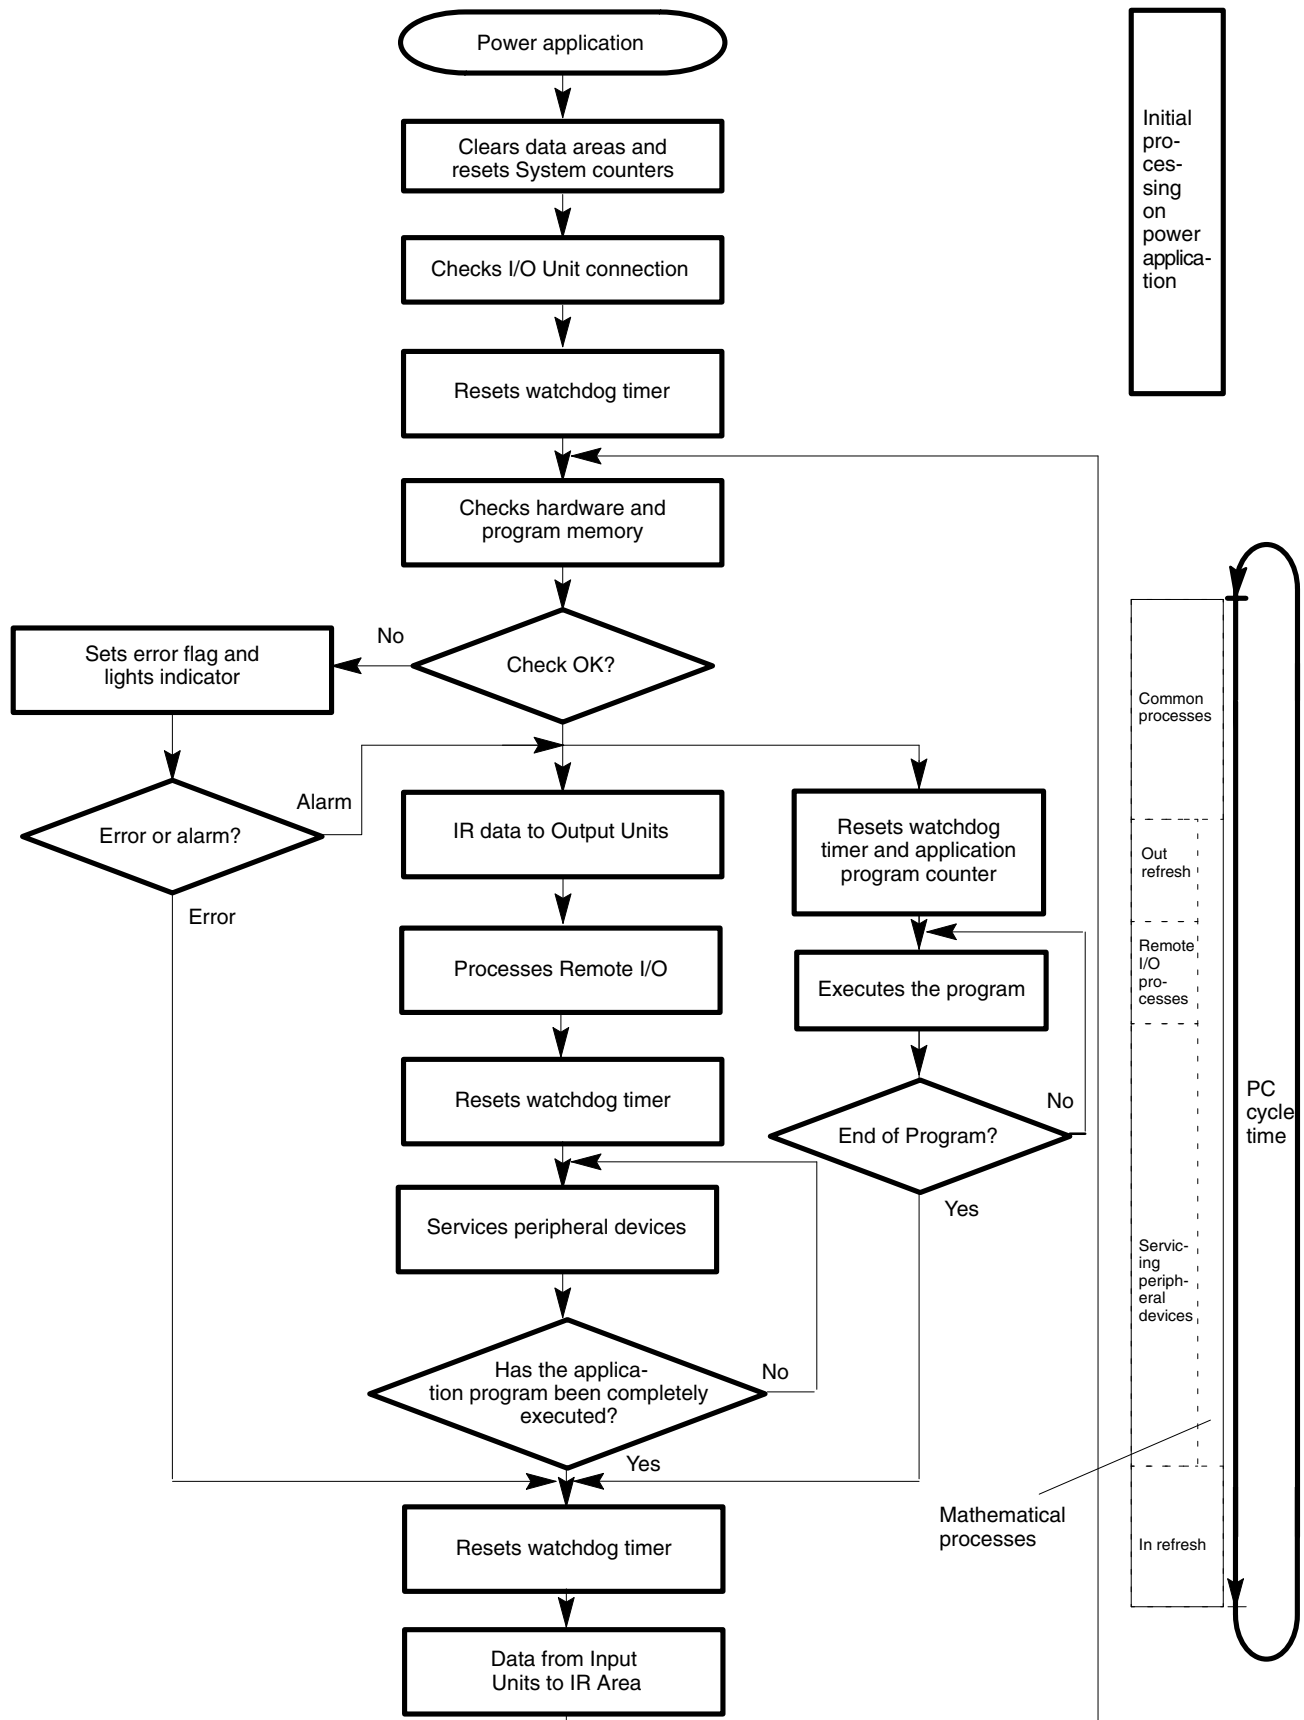 Power application
Clears data areas and
resets System counters
Checks I/O Unit connection
Resets watchdog timer
Initial
pro-
ces-
sing
on
power
applica-
tion
Checks hardware and
program memory
No
Check OK?
Sets error flag and
lights indicator
Error or alarm?
Alarm
Error
IR data to Output Units
Processes Remote I/O
Resets watchdog timer
Services peripheral devices
Has the applica-
tion program been completely
executed?
No
Yes
Resets watchdog
timer and application
program counter
Executes the program
End of Program?
No
Yes
Resets watchdog timer
Data from Input
Units to IR Area
Common
processes
Out
refresh
Remote
I/O
pro-
cesses
Servic-
ing
periph-
eral
devices
In refresh
Mathematical
processes
PC
cycle
time